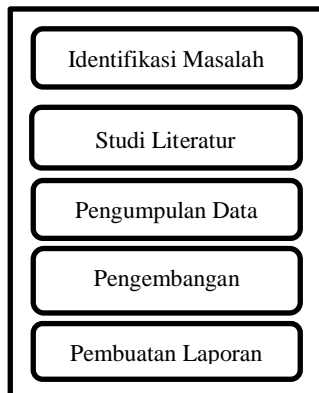 Identifikasi Masalah
Studi Literatur
Pengumpulan Data
Pengembangan
Pembuatan Laporan